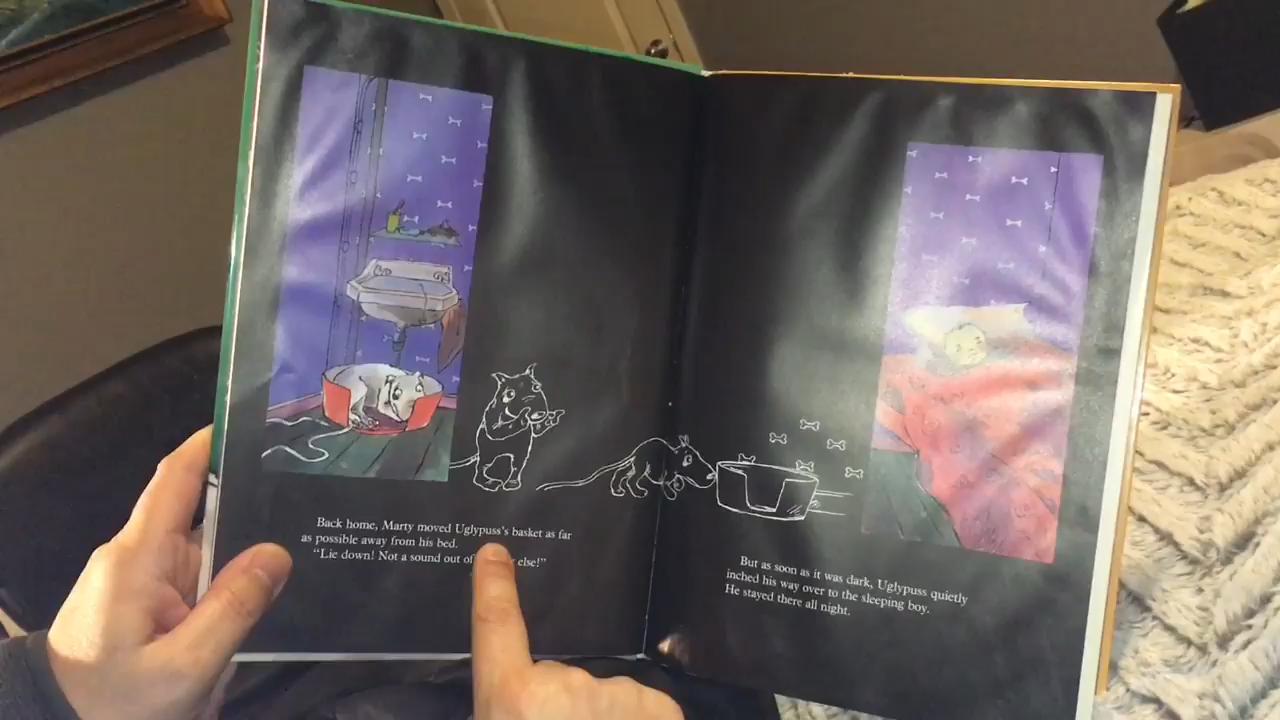 Back home, Marty moved Uglypuss's basket as far
as possible away from his bed.
"Lie down! Not a sound out of else!"
But as soon as it was dark, Uglypuss quietly
inched his way over to the sleeping boy.
He stayed there all night.